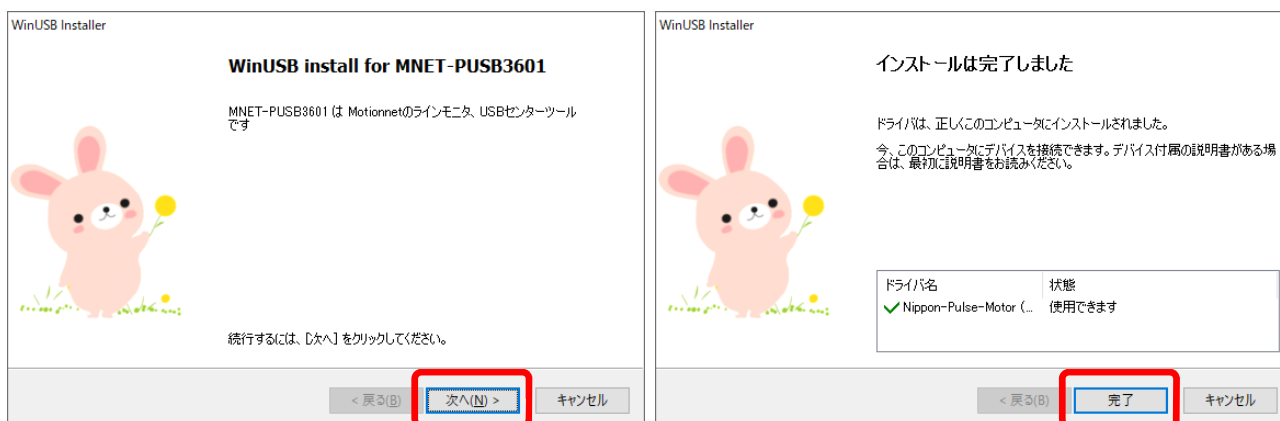 WinUSB Installer
WinUSB install for MNET-PUSB3601
MNET-PUSB3601 は Motionnetのラインモニタ、USBセンターツール
です
続行するには、[次へ] をクリックしてください。
< 戻る(B)
次へ(N) >
キャンセル
WinUSB Installer
インストールは完了しました
ドライバは、正しくこのコンピュータにインストールされました。
今、このコンピュータにデバイスを接続できます。デバイス付属の説明書がある場
合は、最初に説明書をお読みください。
ドライバ名 状態
Nippon-Pulse-Motor (... 使用できます
< 戻る(B)
完了
キャンセル